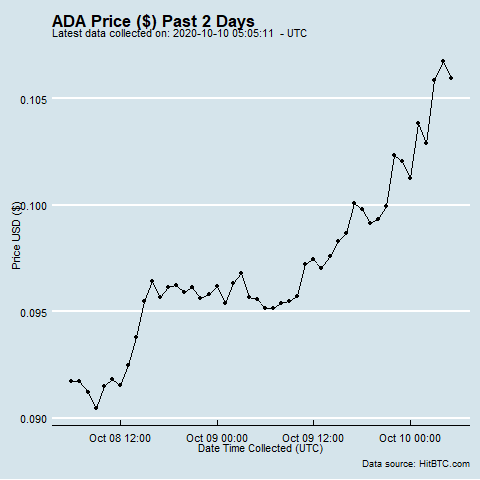 ADA Price ($) Past 2 Days
Latest data collected on: 2020-10-10 05:05:11 - UTC
0.105
0.100
0.095
0.090
Price USD ($)
Oct 08 12:00 Oct 09 00:00 Oct 09 12:00 Oct 10 00:00
Date Time Collected (UTC)
Data source: HitBTC.com